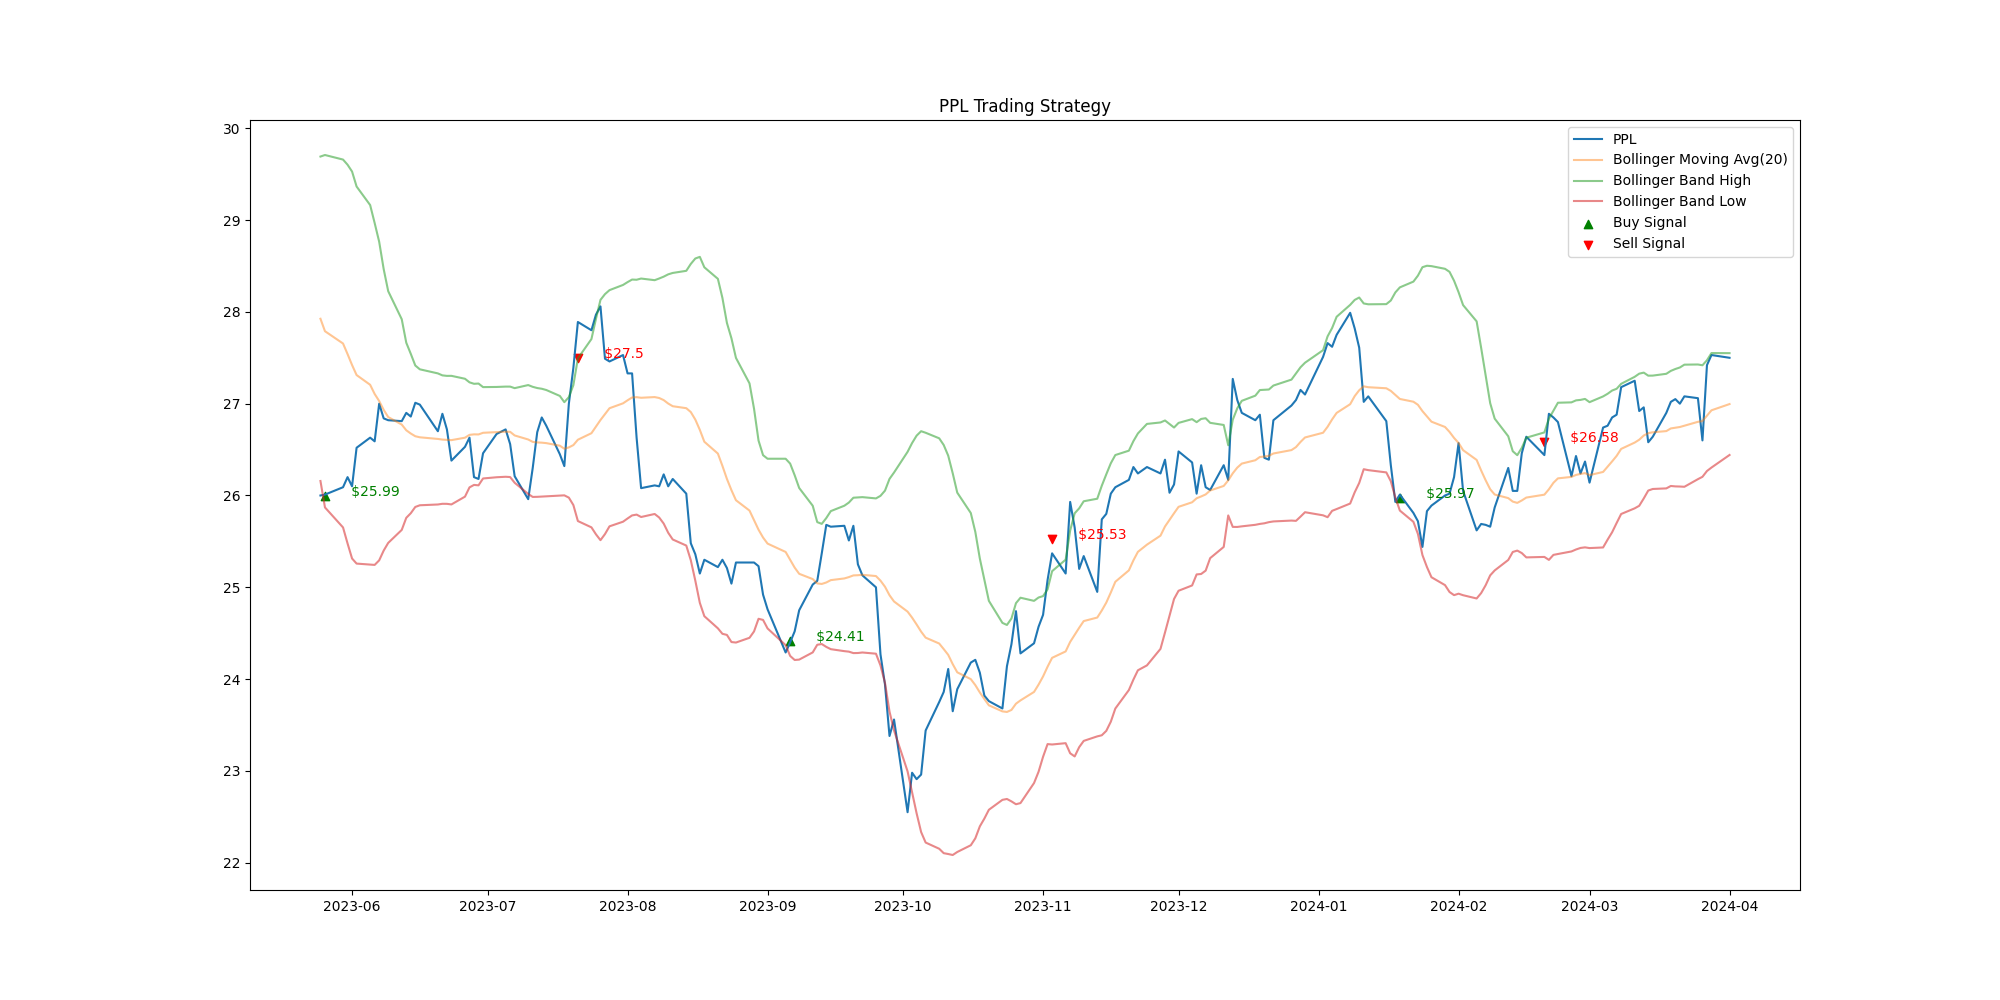 PPL Trading Strategy
30
29
28
27
26
25
24
23
22
PPL
Bollinger Moving Avg(20)
Bollinger Band High
Bollinger Band Low
Buy Signal
Sell Signal
$27.5
$25.99
$24.41
$25.53
$25.97
$26.58
2023-06 2023-07 2023-08 2023-09 2023-10 2023-11 2023-12 2024-01 2024-02 2024-03 2024-04